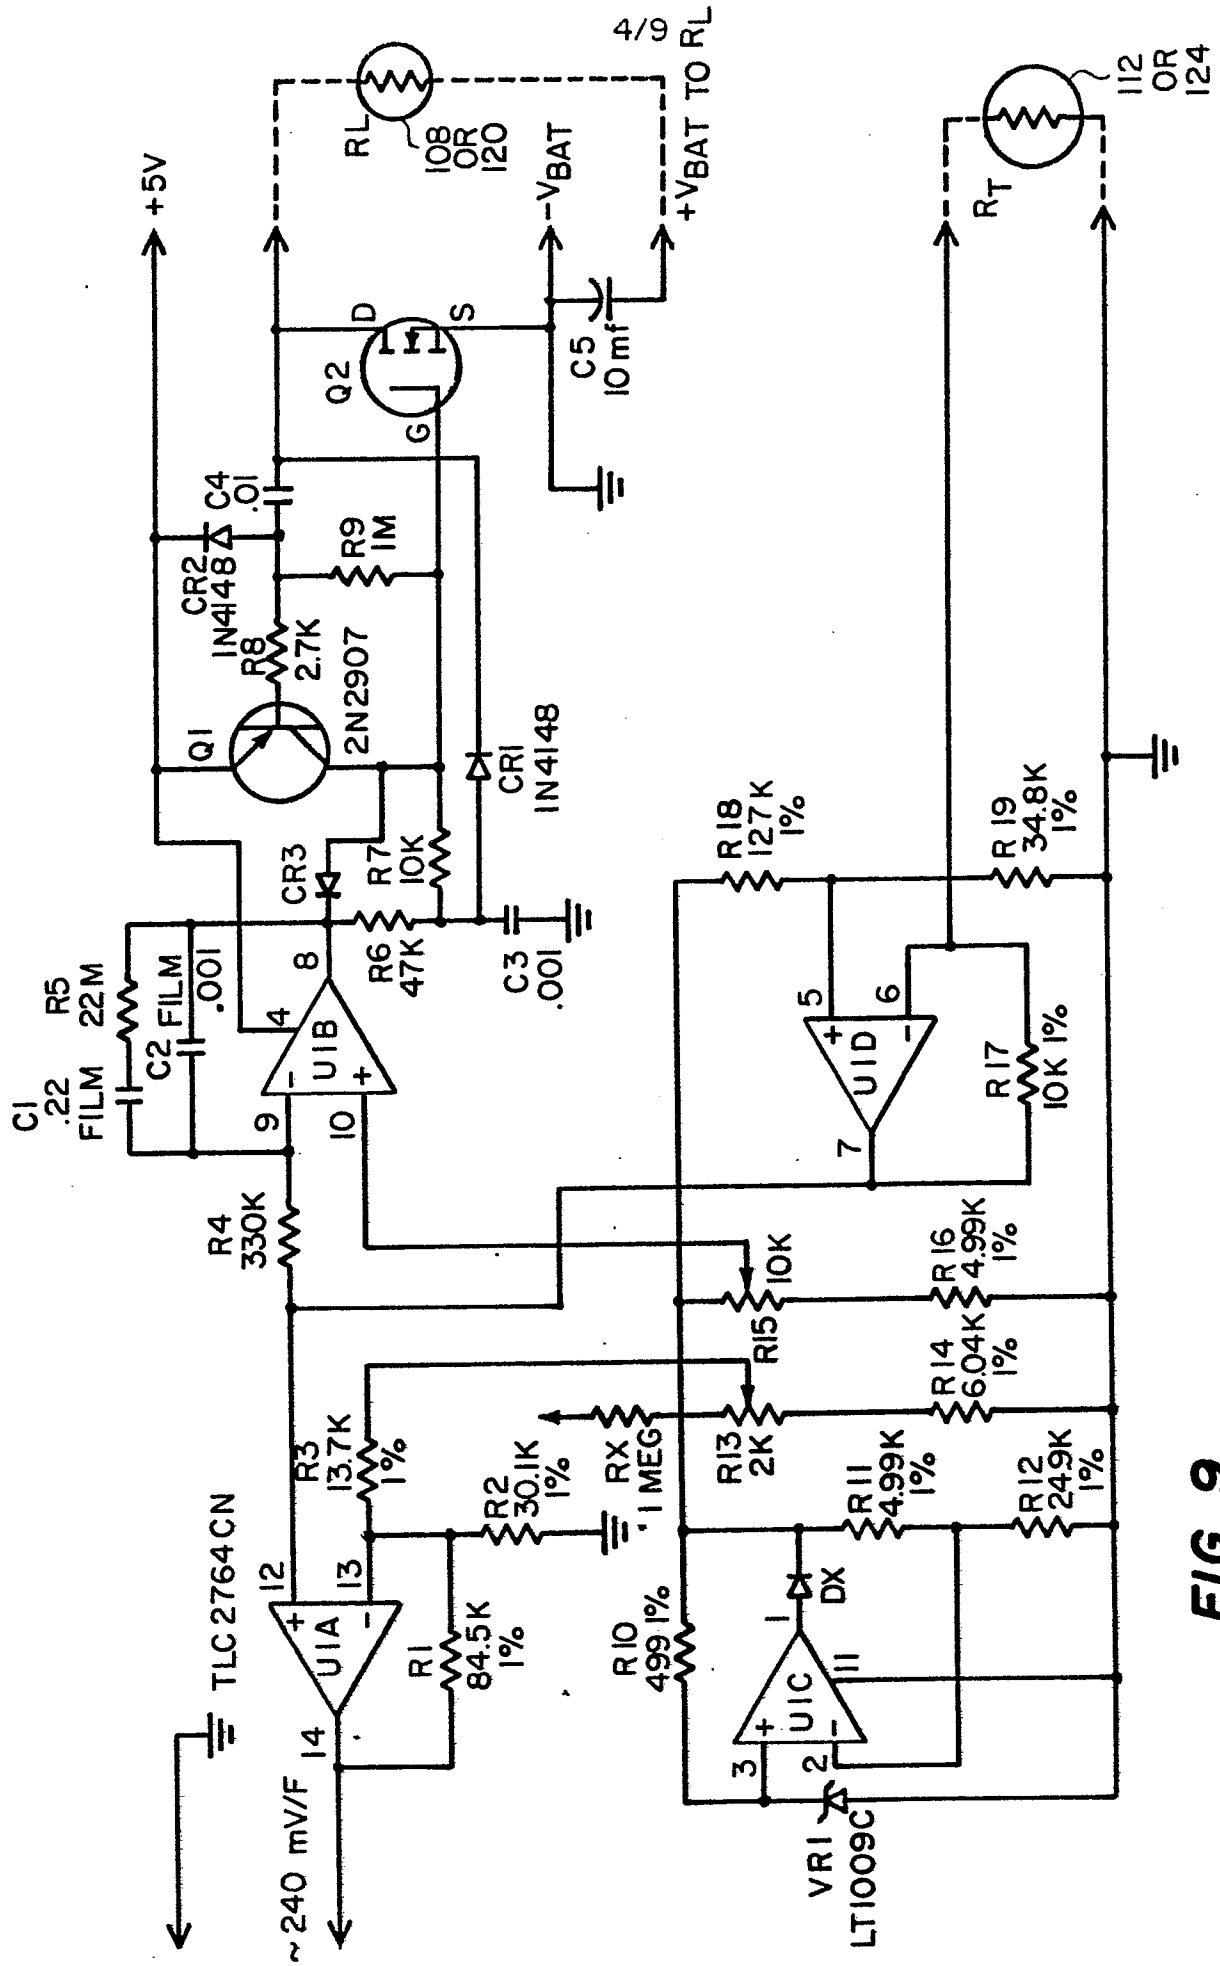 4/9
+5V
RL
108
OR
120
-VBAT
+VBAT TO RL
C5
10 mf
Q2
D
S
G
C4
.01
CR2
1N4148
R9
1M
R8
2.7K
Q1
2N2907
CR1
1N4148
CR3
R7
10K
R6
47K
C3
.001
C1
.22
FILM
R5
22M
C2
FILM
.001
U1B
4
8
9
10
-
+
R4
330K
R3
13.7K
1%
R2
30.1K
1%
R1
84.5K
1%
TLC2764CN
U1A
12
13
14
+
-
~240 mV/F
112
OR
124
RT
R18
127K
1%
R19
34.8K
1%
U1D
5
6
7
+
-
R17
10K 1%
R15
10K
R16
4.99K
1%
R13
2K
RX
1 MEG
R14
6.04K
1%
R11
4.99K
1%
R12
24.9K
1%
R10
499 1%
DX
U1C
1
11
3
2
+
-
VR1
LT1009C
FIG 9